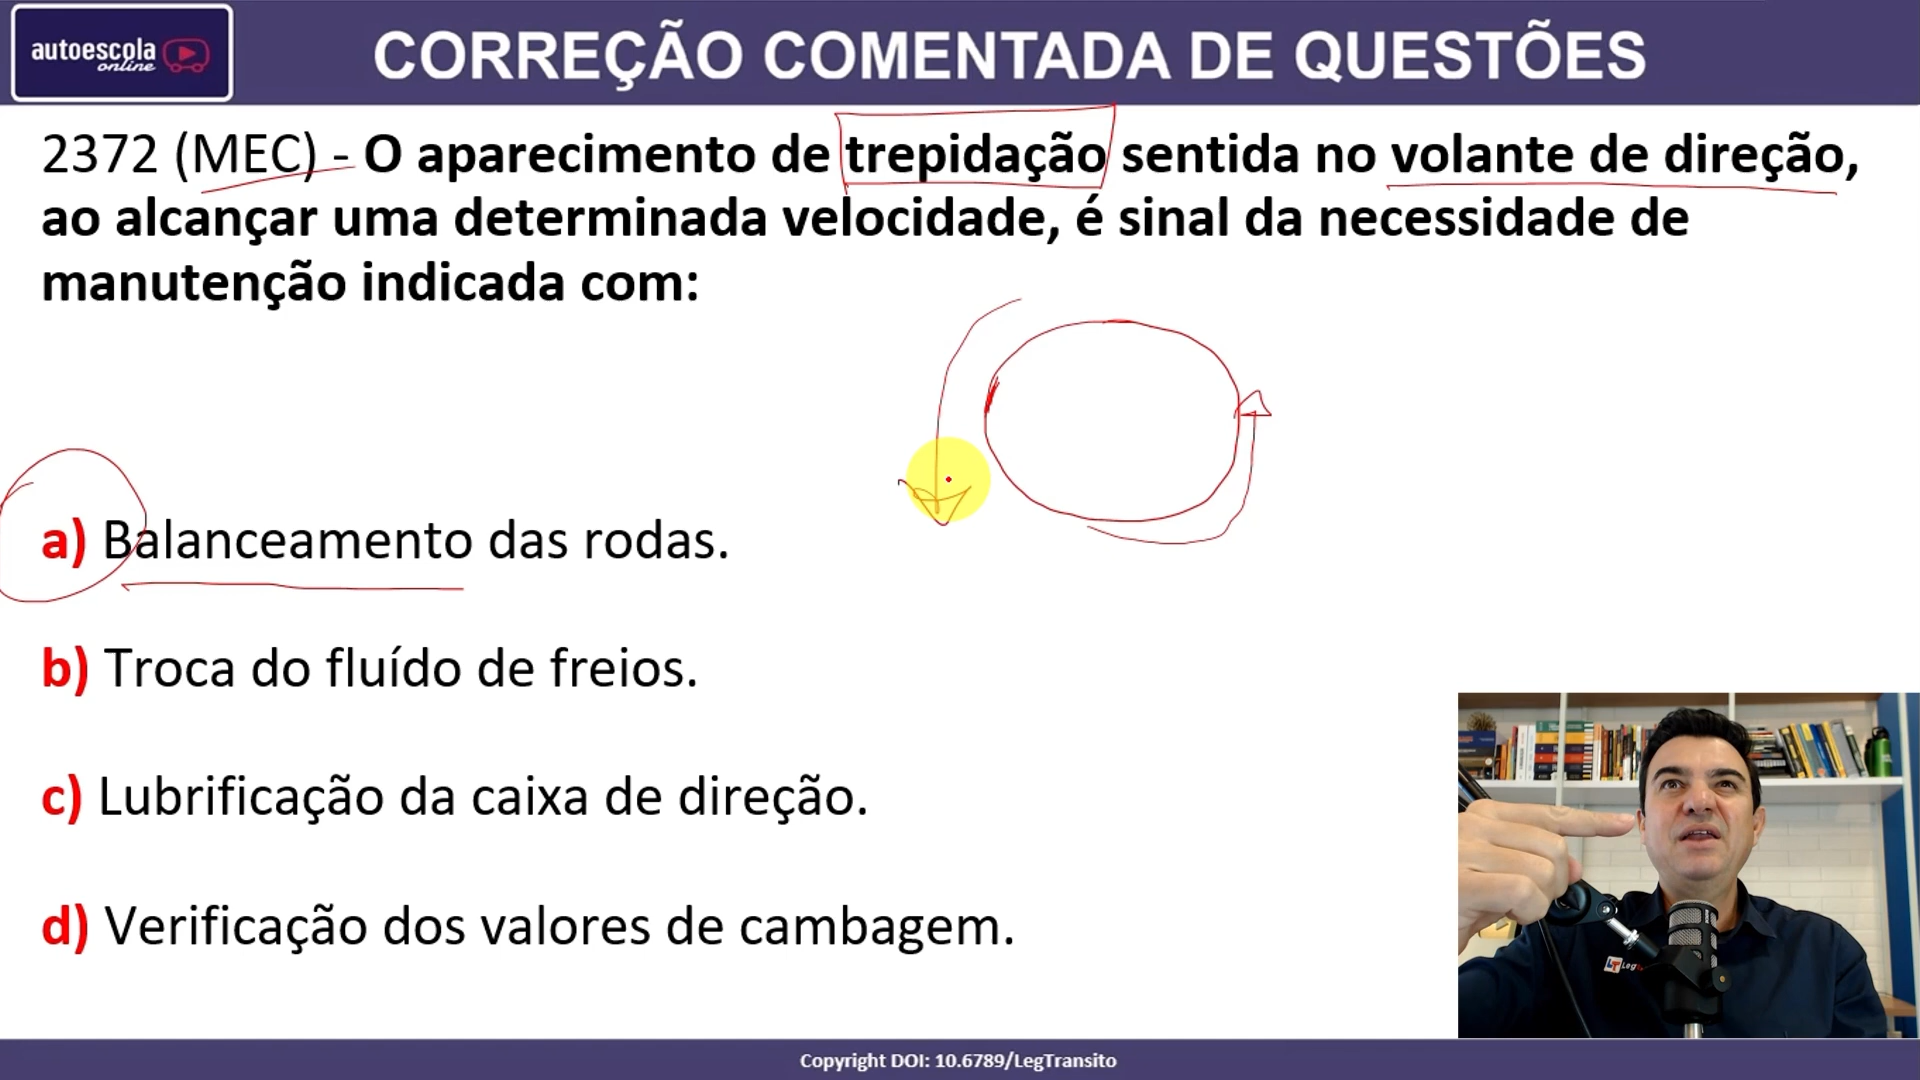 autoescola
online
CORREÇÃO COMENTADA DE QUESTÕES
2372 (MEC) - O aparecimento de trepidação sentida no volante de direção,
ao alcançar uma determinada velocidade, é sinal da necessidade de
manutenção indicada com:
a) Balanceamento das rodas.
b) Troca do fluído de freios.
c) Lubrificação da caixa de direção.
d) Verificação dos valores de cambagem.
LT Leg
Copyright DOI: 10.6789/LegTransito